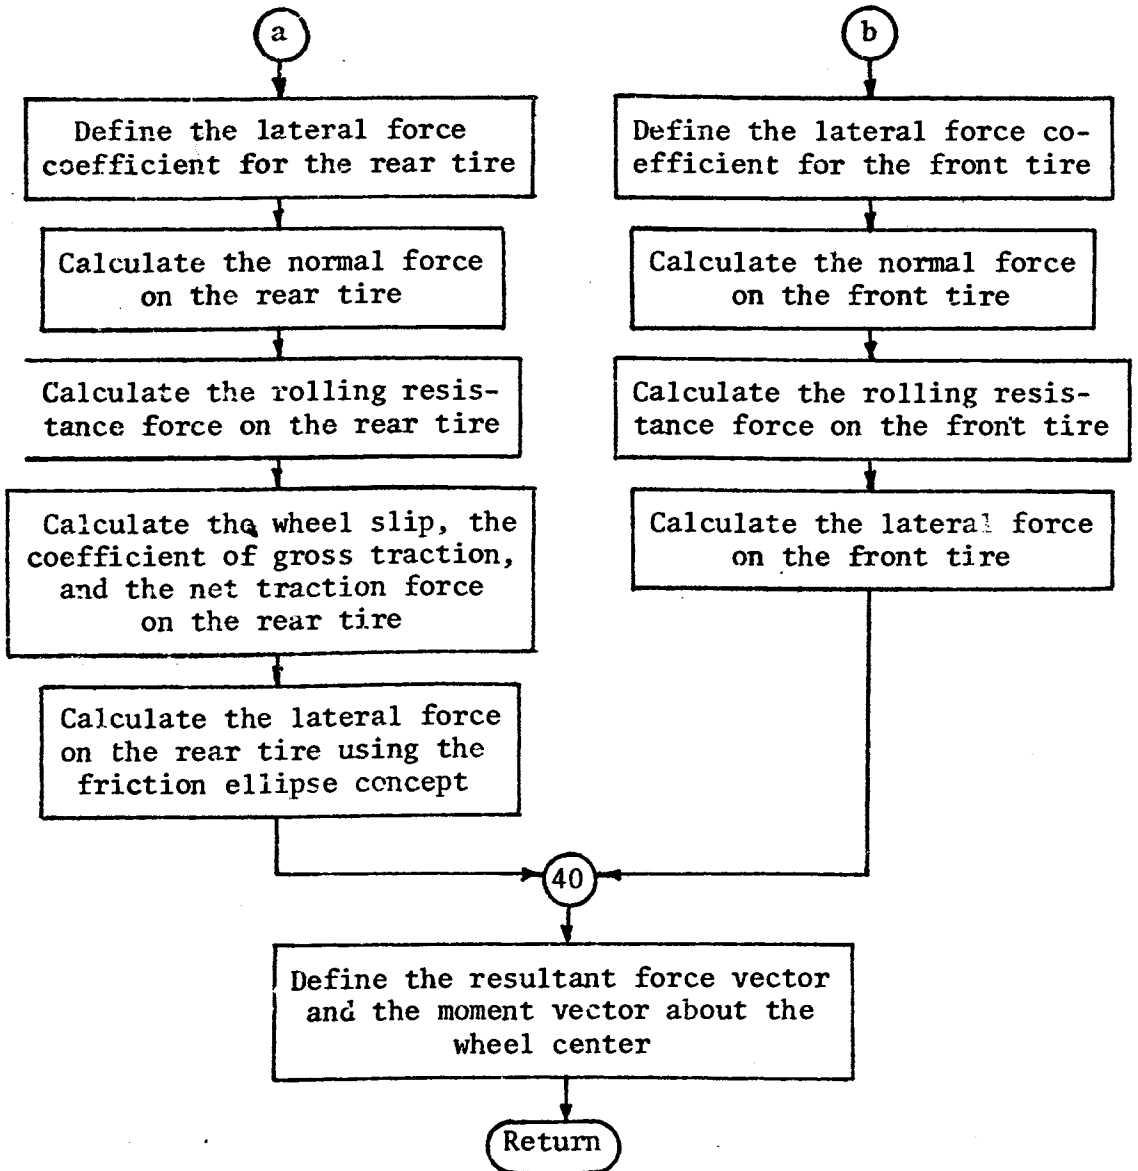 a
Define the lateral force
coefficient for the rear tire
Calculate the normal force
on the rear tire
Calculate the rolling resis-
tance force on the rear tire
Calculate the wheel slip, the
coefficient of gross traction,
and the net traction force
on the rear tire
Calculate the lateral force
on the rear tire using the
friction ellipse concept
b
Define the lateral force co-
efficient for the front tire
Calculate the normal force
on the front tire
Calculate the rolling resis-
tance force on the front tire
Calculate the lateral force
on the front tire
40
Define the resultant force vector
and the moment vector about the
wheel center
Return